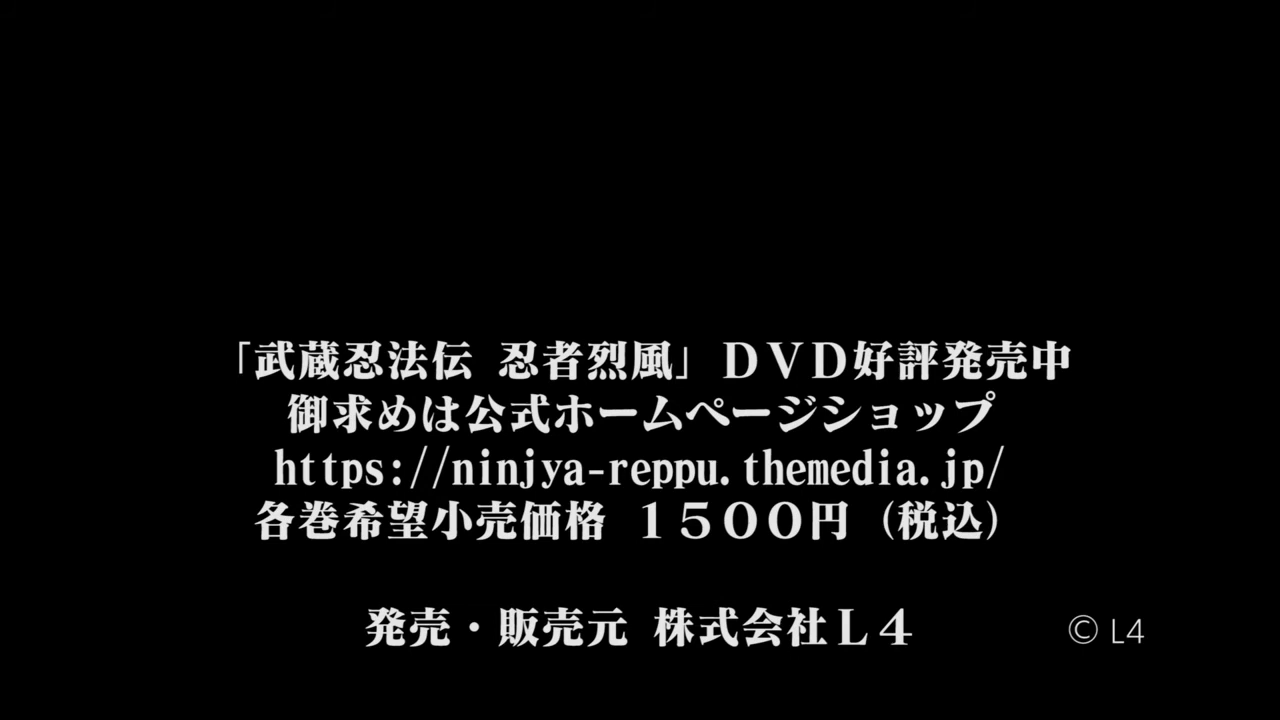 「武蔵忍法伝 忍者烈風」ＤＶＤ好評発売中
御求めは公式ホームページショップ
https://ninjya-reppu.themedia.jp/
各巻希望小売価格 １５００円（税込）
発売・販売元 株式会社Ｌ４
© L4